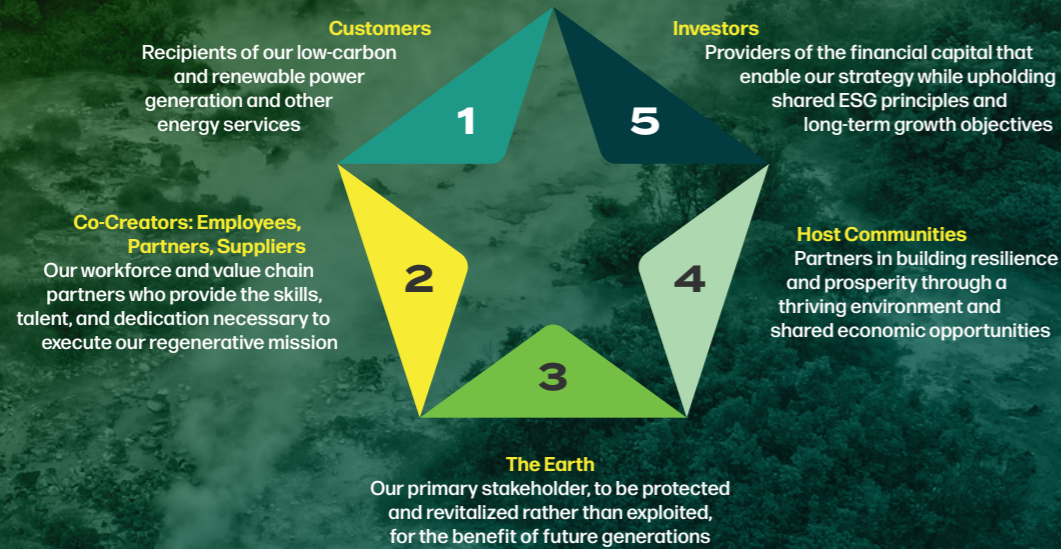 Customers
Recipients of our low-carbon
and renewable power
generation and other
energy services
1
Co-Creators: Employees,
Partners, Suppliers
Our workforce and value chain
partners who provide the skills,
talent, and dedication necessary to
execute our regenerative mission
2
The Earth
Our primary stakeholder, to be protected
and revitalized rather than exploited,
for the benefit of future generations
3
Host Communities
Partners in building resilience
and prosperity through a
thriving environment and
shared economic opportunities
4
Investors
Providers of the financial capital that
enable our strategy while upholding
shared ESG principles and
long-term growth objectives
5